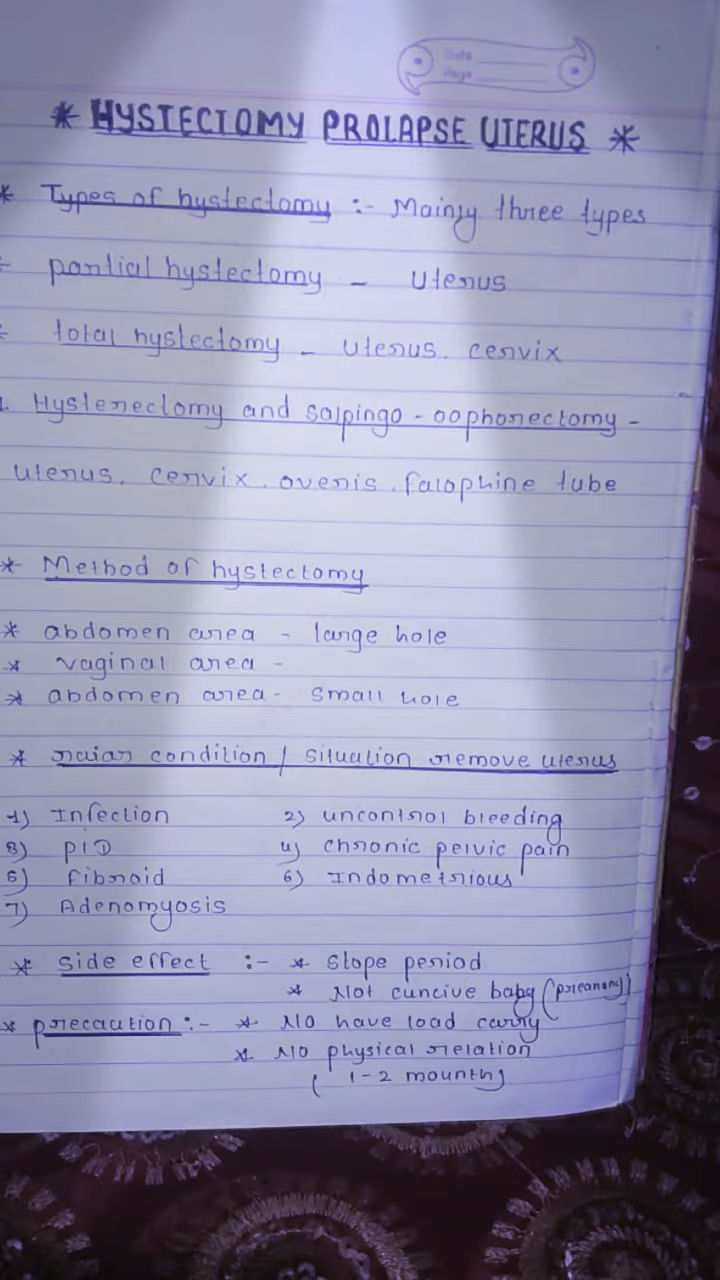 Date
Page
* HYSTECTOMY PROLAPSE UTERUS *
* Types of hystectomy :- Mainly three types
partial hystectomy - uterus
total hystectomy - uterus. cervix
Hysterectomy and salpingo-oophorectomy -
uterus. cervix. overis. falophine tube
* Method of hystectomy
* abdomen area - large hole
* vaginal area -
* abdomen area - small hole
* condition / situation remove uterus
1) Infection 2) uncontrol bleeding
3) PID 4) chronic pelvic pain
5) fibroid 6) Indometrious
7) Adenomyosis
* side effect :- * stope period
* Not cuncive baby (preanany)
* precaution :- * NO have load carry
* NO physical relation
( 1-2 mounth)